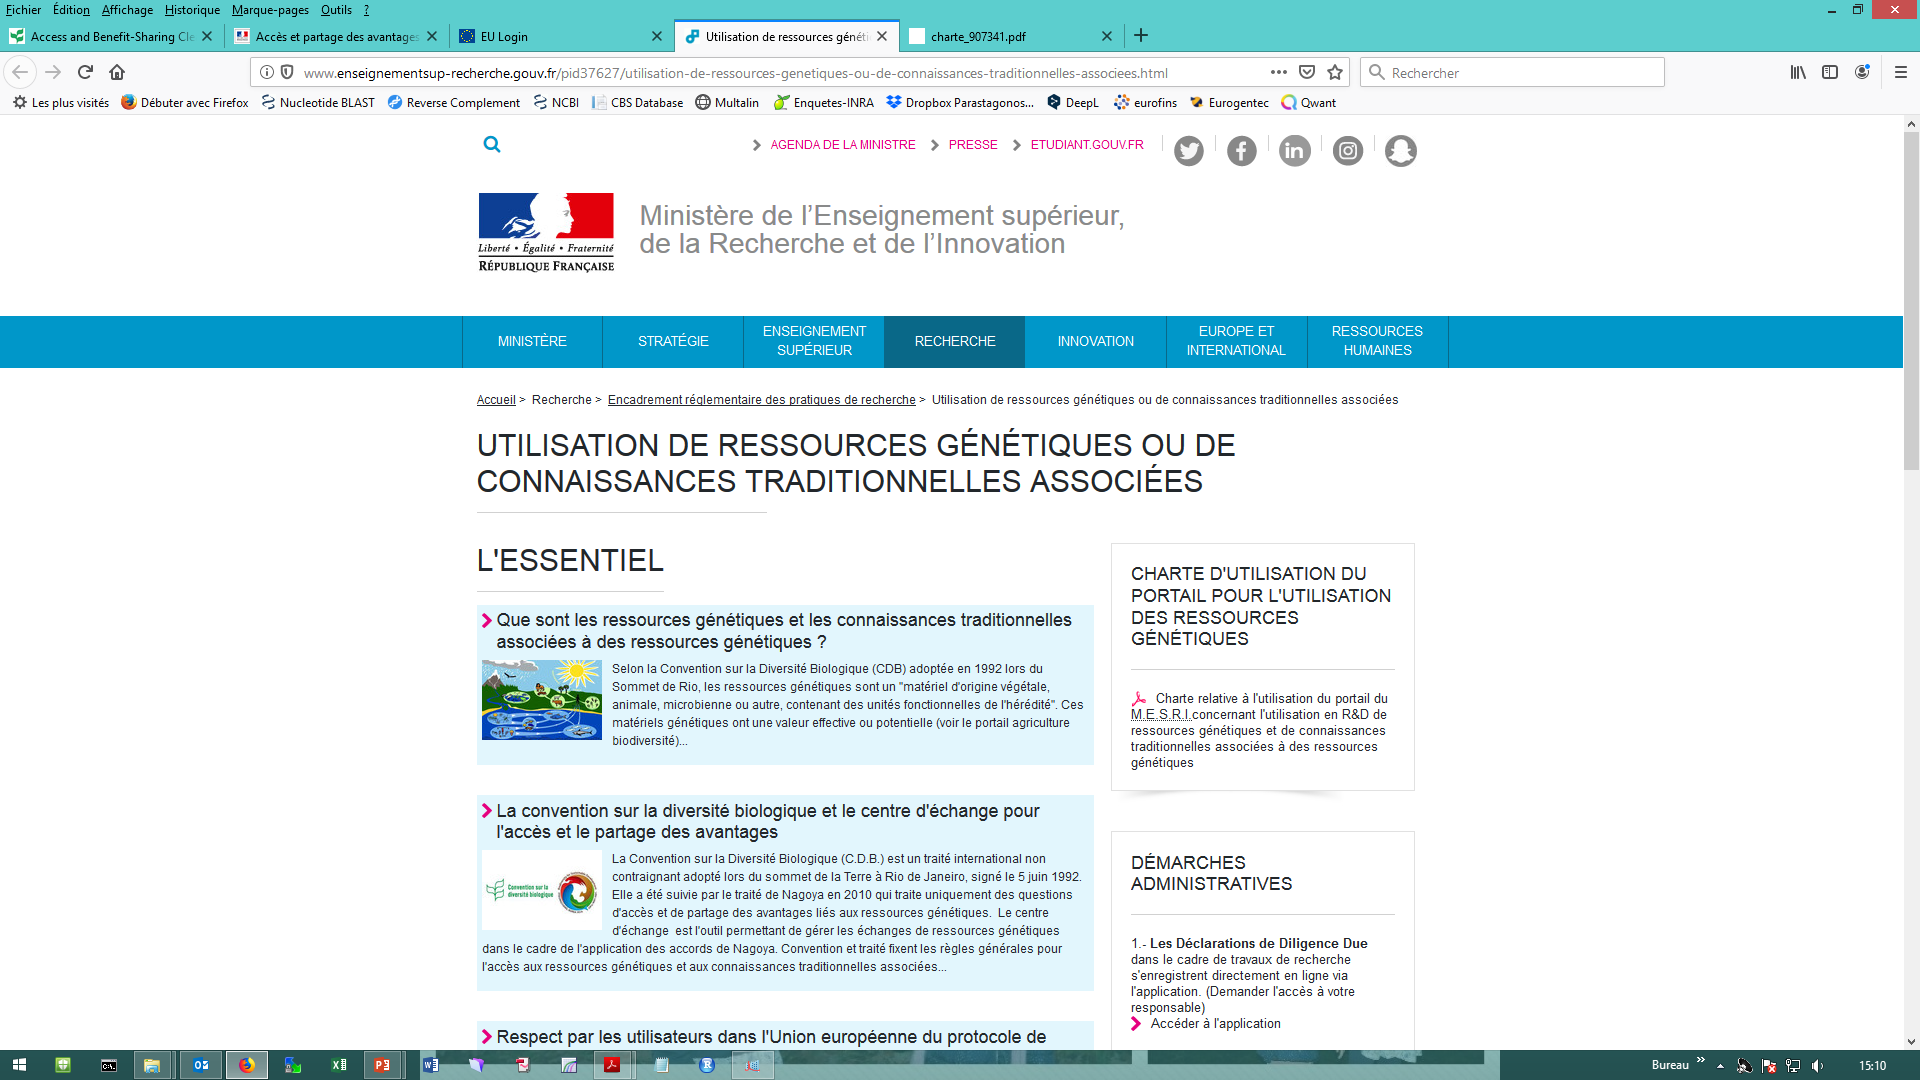 Fichier Édition Affichage Historique Marque-pages Outils ?
Access and Benefit-Sharing Cle
Accès et partage des avantages
EU Login
Utilisation de ressources généti
charte_907341.pdf
www.enseignementsup-recherche.gouv.fr/pid37627/utilisation-de-ressources-genetiques-ou-de-connaissances-traditionnelles-associees.html
Rechercher
Les plus visités Débuter avec Firefox Nucleotide BLAST Reverse Complement NCBI CBS Database Multalin Enquetes-INRA Dropbox Parastagonos... DeepL eurofins Eurogentec Qwant
AGENDA DE LA MINISTRE PRESSE ETUDIANT.GOUV.FR
Liberté • Égalité • Fraternité
RÉPUBLIQUE FRANÇAISE
Ministère de l’Enseignement supérieur,
de la Recherche et de l’Innovation
MINISTÈRE
STRATÉGIE
ENSEIGNEMENT
SUPÉRIEUR
RECHERCHE
INNOVATION
EUROPE ET
INTERNATIONAL
RESSOURCES
HUMAINES
Accueil > Recherche > Encadrement réglementaire des pratiques de recherche > Utilisation de ressources génétiques ou de connaissances traditionnelles associées
UTILISATION DE RESSOURCES GÉNÉTIQUES OU DE
CONNAISSANCES TRADITIONNELLES ASSOCIÉES
L'ESSENTIEL
Que sont les ressources génétiques et les connaissances traditionnelles
associées à des ressources génétiques ?
Selon la Convention sur la Diversité Biologique (CDB) adoptée en 1992 lors du
Sommet de Rio, les ressources génétiques sont un "matériel d'origine végétale,
animale, microbienne ou autre, contenant des unités fonctionnelles de l'hérédité". Ces
matériels génétiques ont une valeur effective ou potentielle (voir le portail agriculture
biodiversité)...
La convention sur la diversité biologique et le centre d'échange pour
l'accès et le partage des avantages
Convention sur la
diversité biologique
La Convention sur la Diversité Biologique (C.D.B.) est un traité international non
contraignant adopté lors du sommet de la Terre à Rio de Janeiro, signé le 5 juin 1992.
Elle a été suivie par le traité de Nagoya en 2010 qui traite uniquement des questions
d'accès et de partage des avantages liés aux ressources génétiques. Le centre
d'échange est l'outil permettant de gérer les échanges de ressources génétiques
dans le cadre de l'application des accords de Nagoya. Convention et traité fixent les règles générales pour
l'accès aux ressources génétiques et aux connaissances traditionnelles associées...
Respect par les utilisateurs dans l'Union européenne du protocole de
CHARTE D'UTILISATION DU
PORTAIL POUR L'UTILISATION
DES RESSOURCES
GÉNÉTIQUES
Charte relative à l'utilisation du portail du
M.E.S.R.I.concernant l'utilisation en R&D de
ressources génétiques et de connaissances
traditionnelles associées à des ressources
génétiques
DÉMARCHES
ADMINISTRATIVES
1.- Les Déclarations de Diligence Due
dans le cadre de travaux de recherche
s'enregistrent directement en ligne via
l'application. (Demander l'accès à votre
responsable)
Accéder à l'application
Bureau
15:10